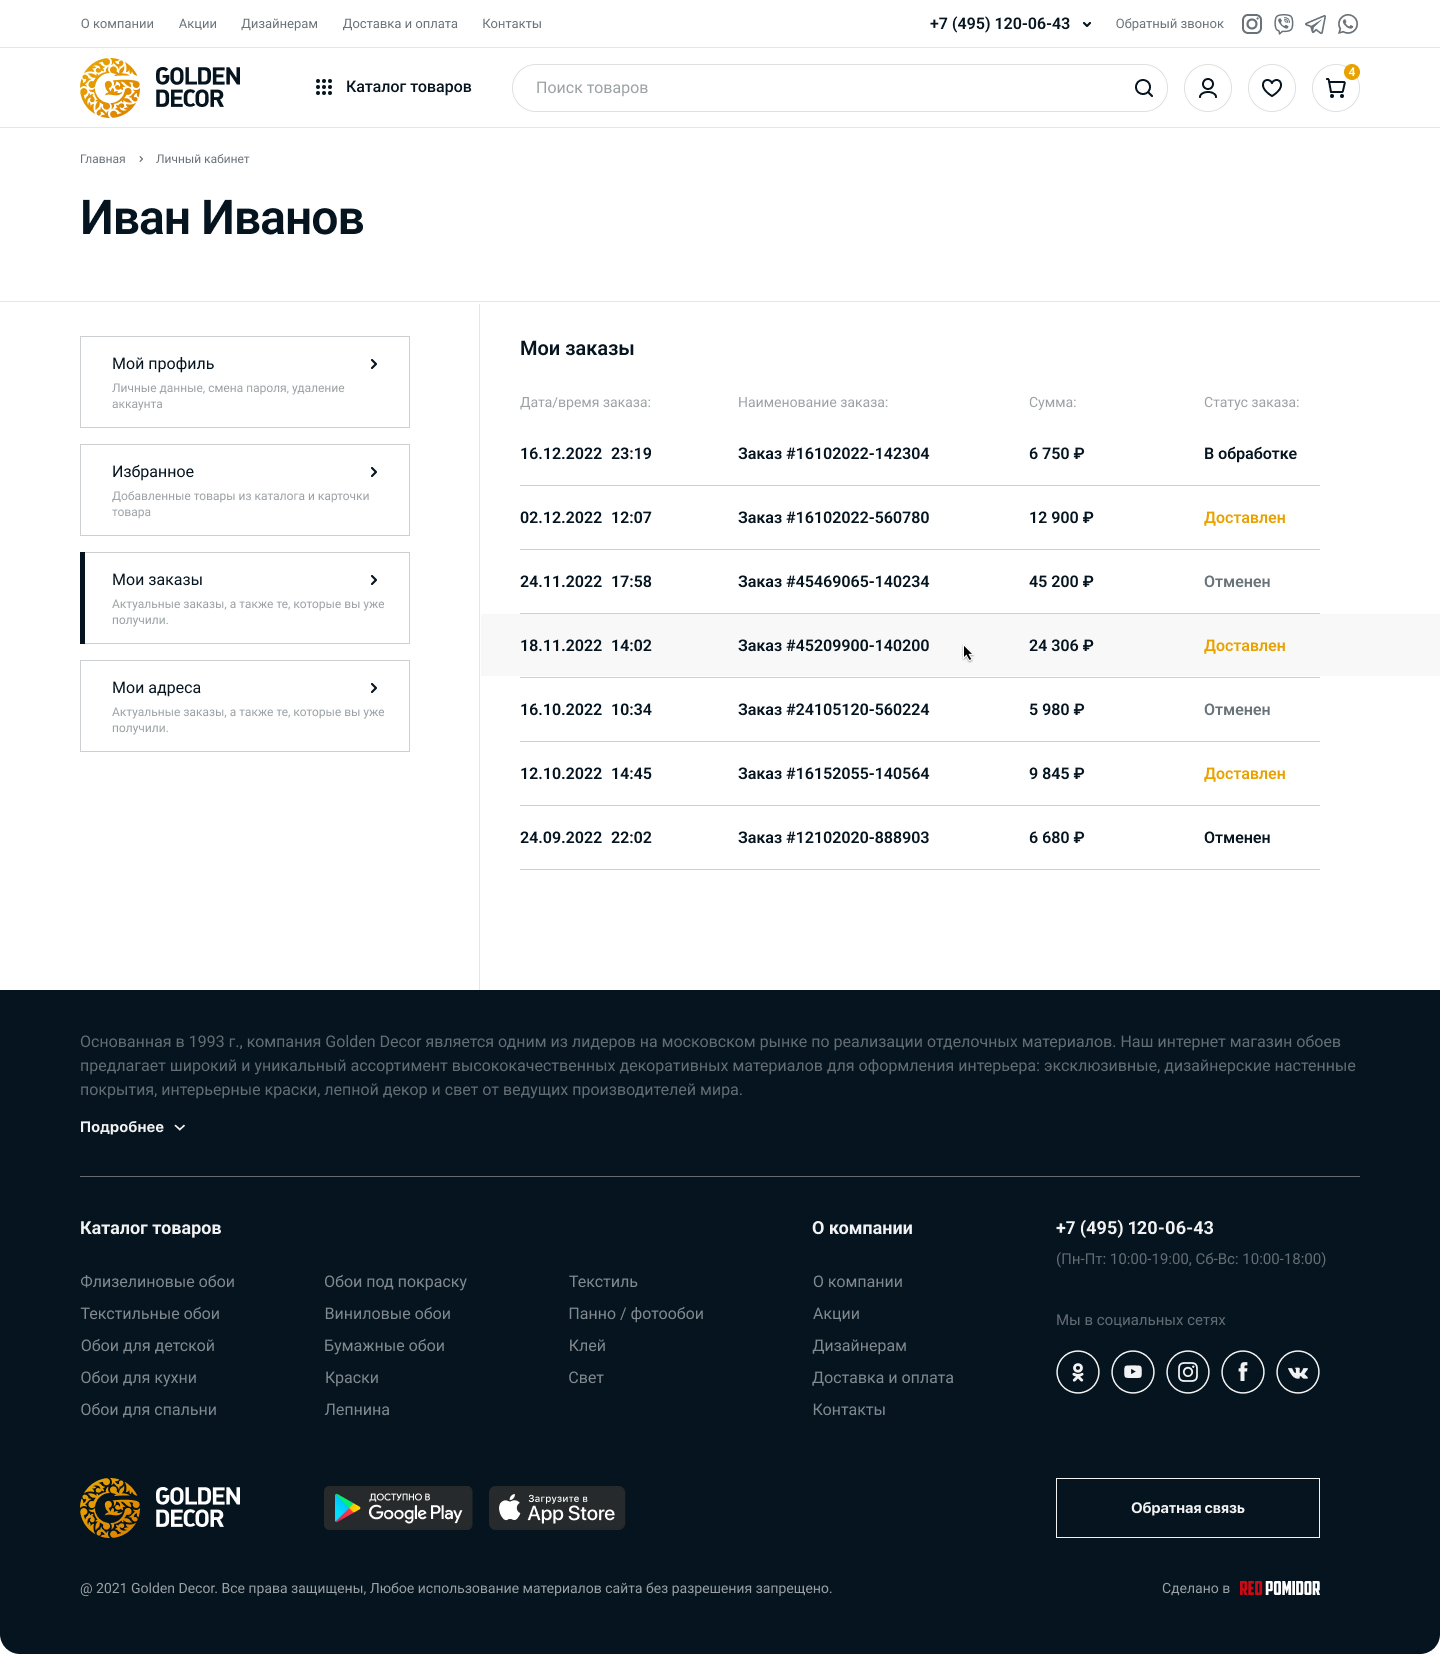 О компании Акции Дизайнерам Доставка и оплата Контакты +7 (495) 120-06-43 Обратный звонок
GOLDEN
DECOR
Каталог товаров
Поиск товаров
4
Главная › Личный кабинет
Иван Иванов
Мой профиль
Личные данные, смена пароля, удаление
аккаунта
Избранное
Добавленные товары из каталога и карточки
товара
Мои заказы
Актуальные заказы, а также те, которые вы уже
получили.
Мои адреса
Актуальные заказы, а также те, которые вы уже
получили.
Мои заказы
Дата/время заказа: Наименование заказа: Сумма: Статус заказа:
16.12.2022 23:19 Заказ #16102022-142304 6 750 ₽ В обработке
02.12.2022 12:07 Заказ #16102022-560780 12 900 ₽ Доставлен
24.11.2022 17:58 Заказ #45469065-140234 45 200 ₽ Отменен
18.11.2022 14:02 Заказ #45209900-140200 24 306 ₽ Доставлен
16.10.2022 10:34 Заказ #24105120-560224 5 980 ₽ Отменен
12.10.2022 14:45 Заказ #16152055-140564 9 845 ₽ Доставлен
24.09.2022 22:02 Заказ #12102020-888903 6 680 ₽ Отменен
Основанная в 1993 г., компания Golden Decor является одним из лидеров на московском рынке по реализации отделочных материалов. Наш интернет магазин обоев
предлагает широкий и уникальный ассортимент высококачественных декоративных материалов для оформления интерьера: эксклюзивные, дизайнерские настенные
покрытия, интерьерные краски, лепной декор и свет от ведущих производителей мира.
Подробнее
Каталог товаров
Флизелиновые обои
Текстильные обои
Обои для детской
Обои для кухни
Обои для спальни
Обои под покраску
Виниловые обои
Бумажные обои
Краски
Лепнина
Текстиль
Панно / фотообои
Клей
Свет
О компании
О компании
Акции
Дизайнерам
Доставка и оплата
Контакты
+7 (495) 120-06-43
(Пн-Пт: 10:00-19:00, Сб-Вс: 10:00-18:00)
Мы в социальных сетях
GOLDEN
DECOR
ДОСТУПНО В
Google Play
Загрузите в
App Store
Обратная связь
@ 2021 Golden Decor. Все права защищены, Любое использование материалов сайта без разрешения запрещено.
Сделано в RED POMIDOR